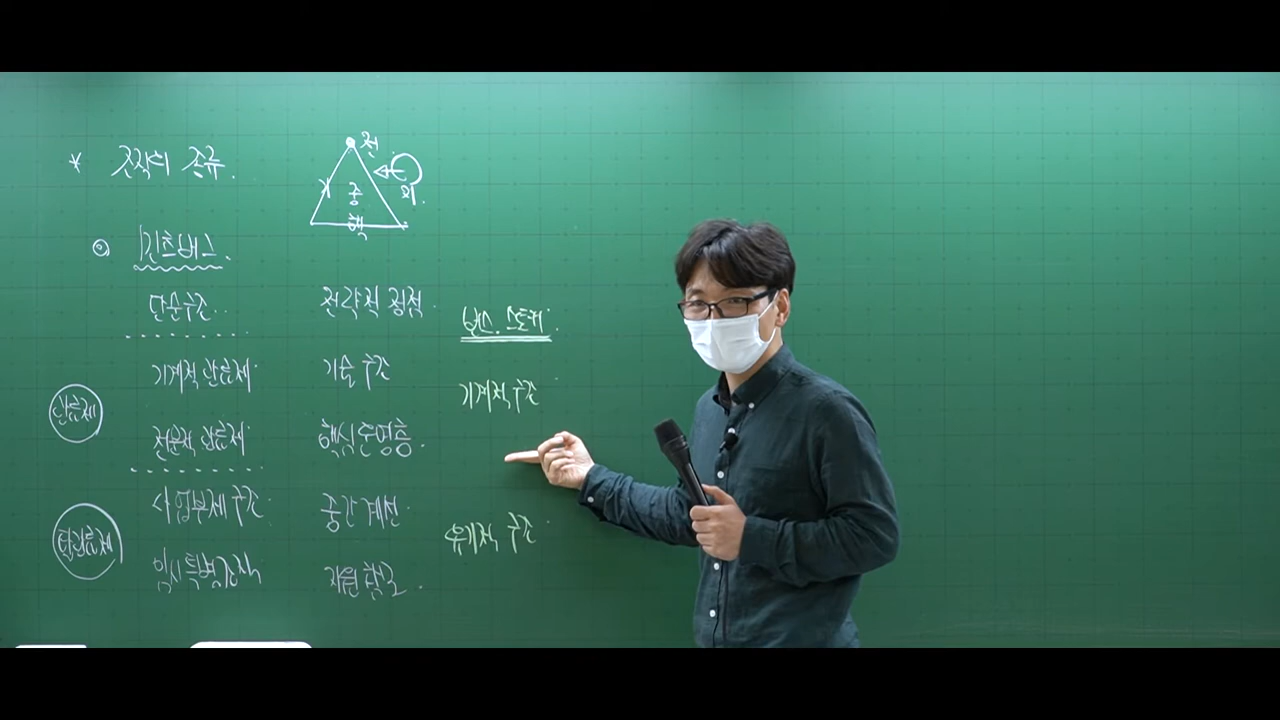 * 조직의 종류.
전
중
핵
◎ 민츠버그.
단순구조.
전략적 정점.
번스, 스토커.
기계적 관료제.
기술 구조
기계적 구조
관료제
전문적 관료제
핵심운영층.
사업부제 구조.
중간계선.
유기적 구조.
탈관료제
임시특별조직
지원참모.